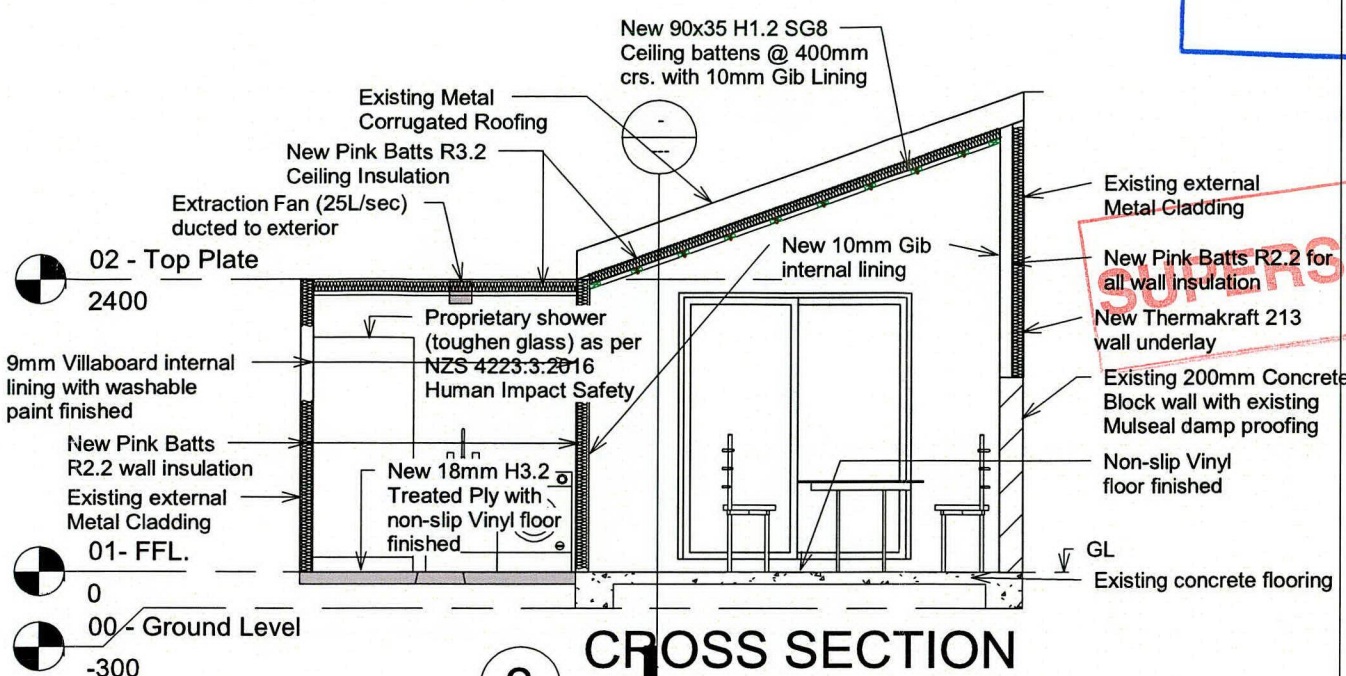 New 90x35 H1.2 SG8
Ceiling battens @ 400mm
crs. with 10mm Gib Lining
Existing Metal
Corrugated Roofing
New Pink Batts R3.2
Ceiling Insulation
Extraction Fan (25L/sec)
ducted to exterior
-
---
02 - Top Plate
2400
New 10mm Gib
internal lining
Existing external
Metal Cladding
SUPERS
New Pink Batts R2.2 for
all wall insulation
New Thermakraft 213
wall underlay
Proprietary shower
(toughen glass) as per
NZS 4223:3:2016
Human Impact Safety
9mm Villaboard internal
lining with washable
paint finished
Existing 200mm Concrete
Block wall with existing
Mulseal damp proofing
New Pink Batts
R2.2 wall insulation
Existing external
Metal Cladding
New 18mm H3.2
Treated Ply with
non-slip Vinyl floor
finished
Non-slip Vinyl
floor finished
01- FFL.
0
GL
Existing concrete flooring
00 - Ground Level
-300
CROSS SECTION